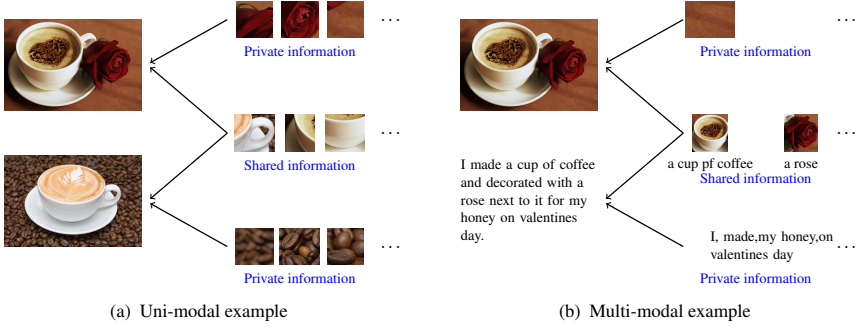 ...
Private information
...
Shared information
...
Private information
(a) Uni-modal example
...
Private information
I made a cup of coffee
and decorated with a
rose next to it for my
honey on valentines
day.
...
a cup pf coffee
a rose
Shared information
I, made,my honey,on
valentines day
...
Private information
(b) Multi-modal example